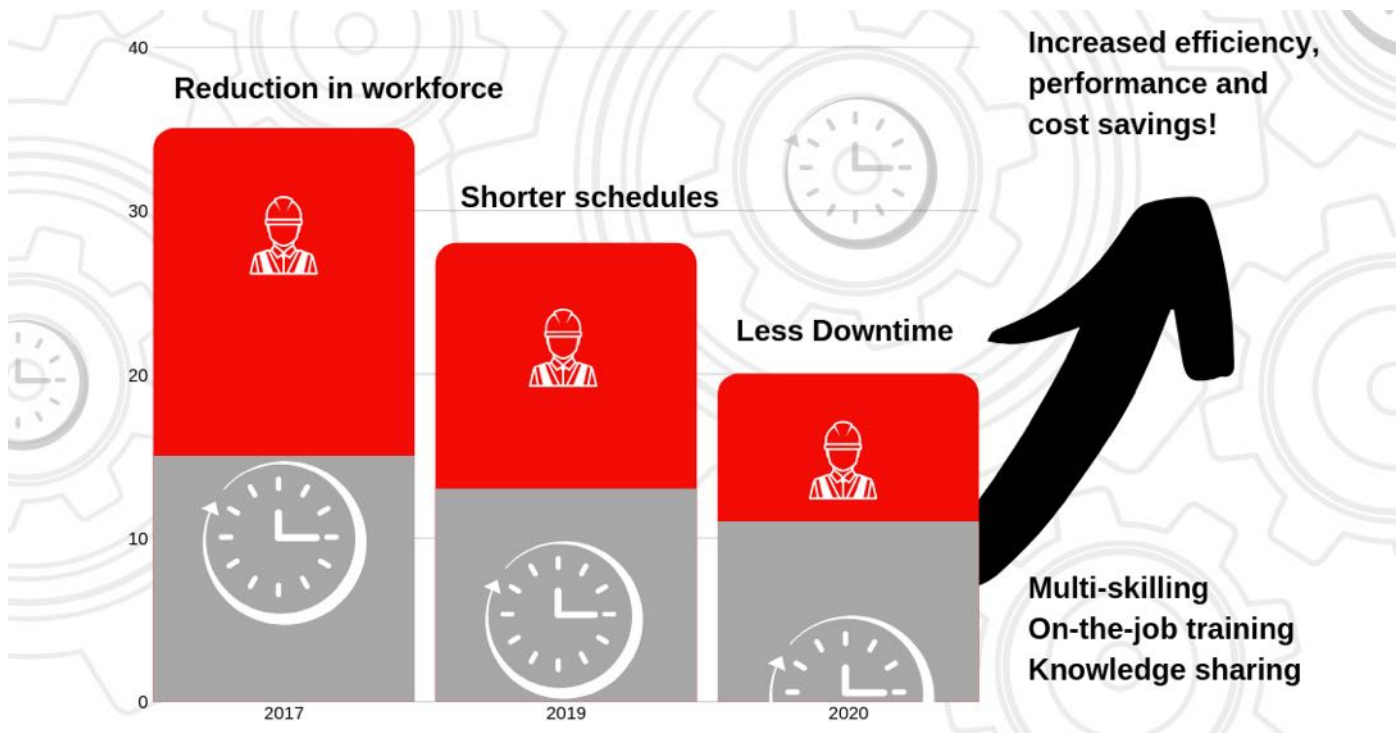 40
Reduction in workforce
30
Shorter schedules
20
Less Downtime
10
0
2017
2019
2020
Increased efficiency,
performance and
cost savings!
Multi-skilling
On-the-job training
Knowledge sharing